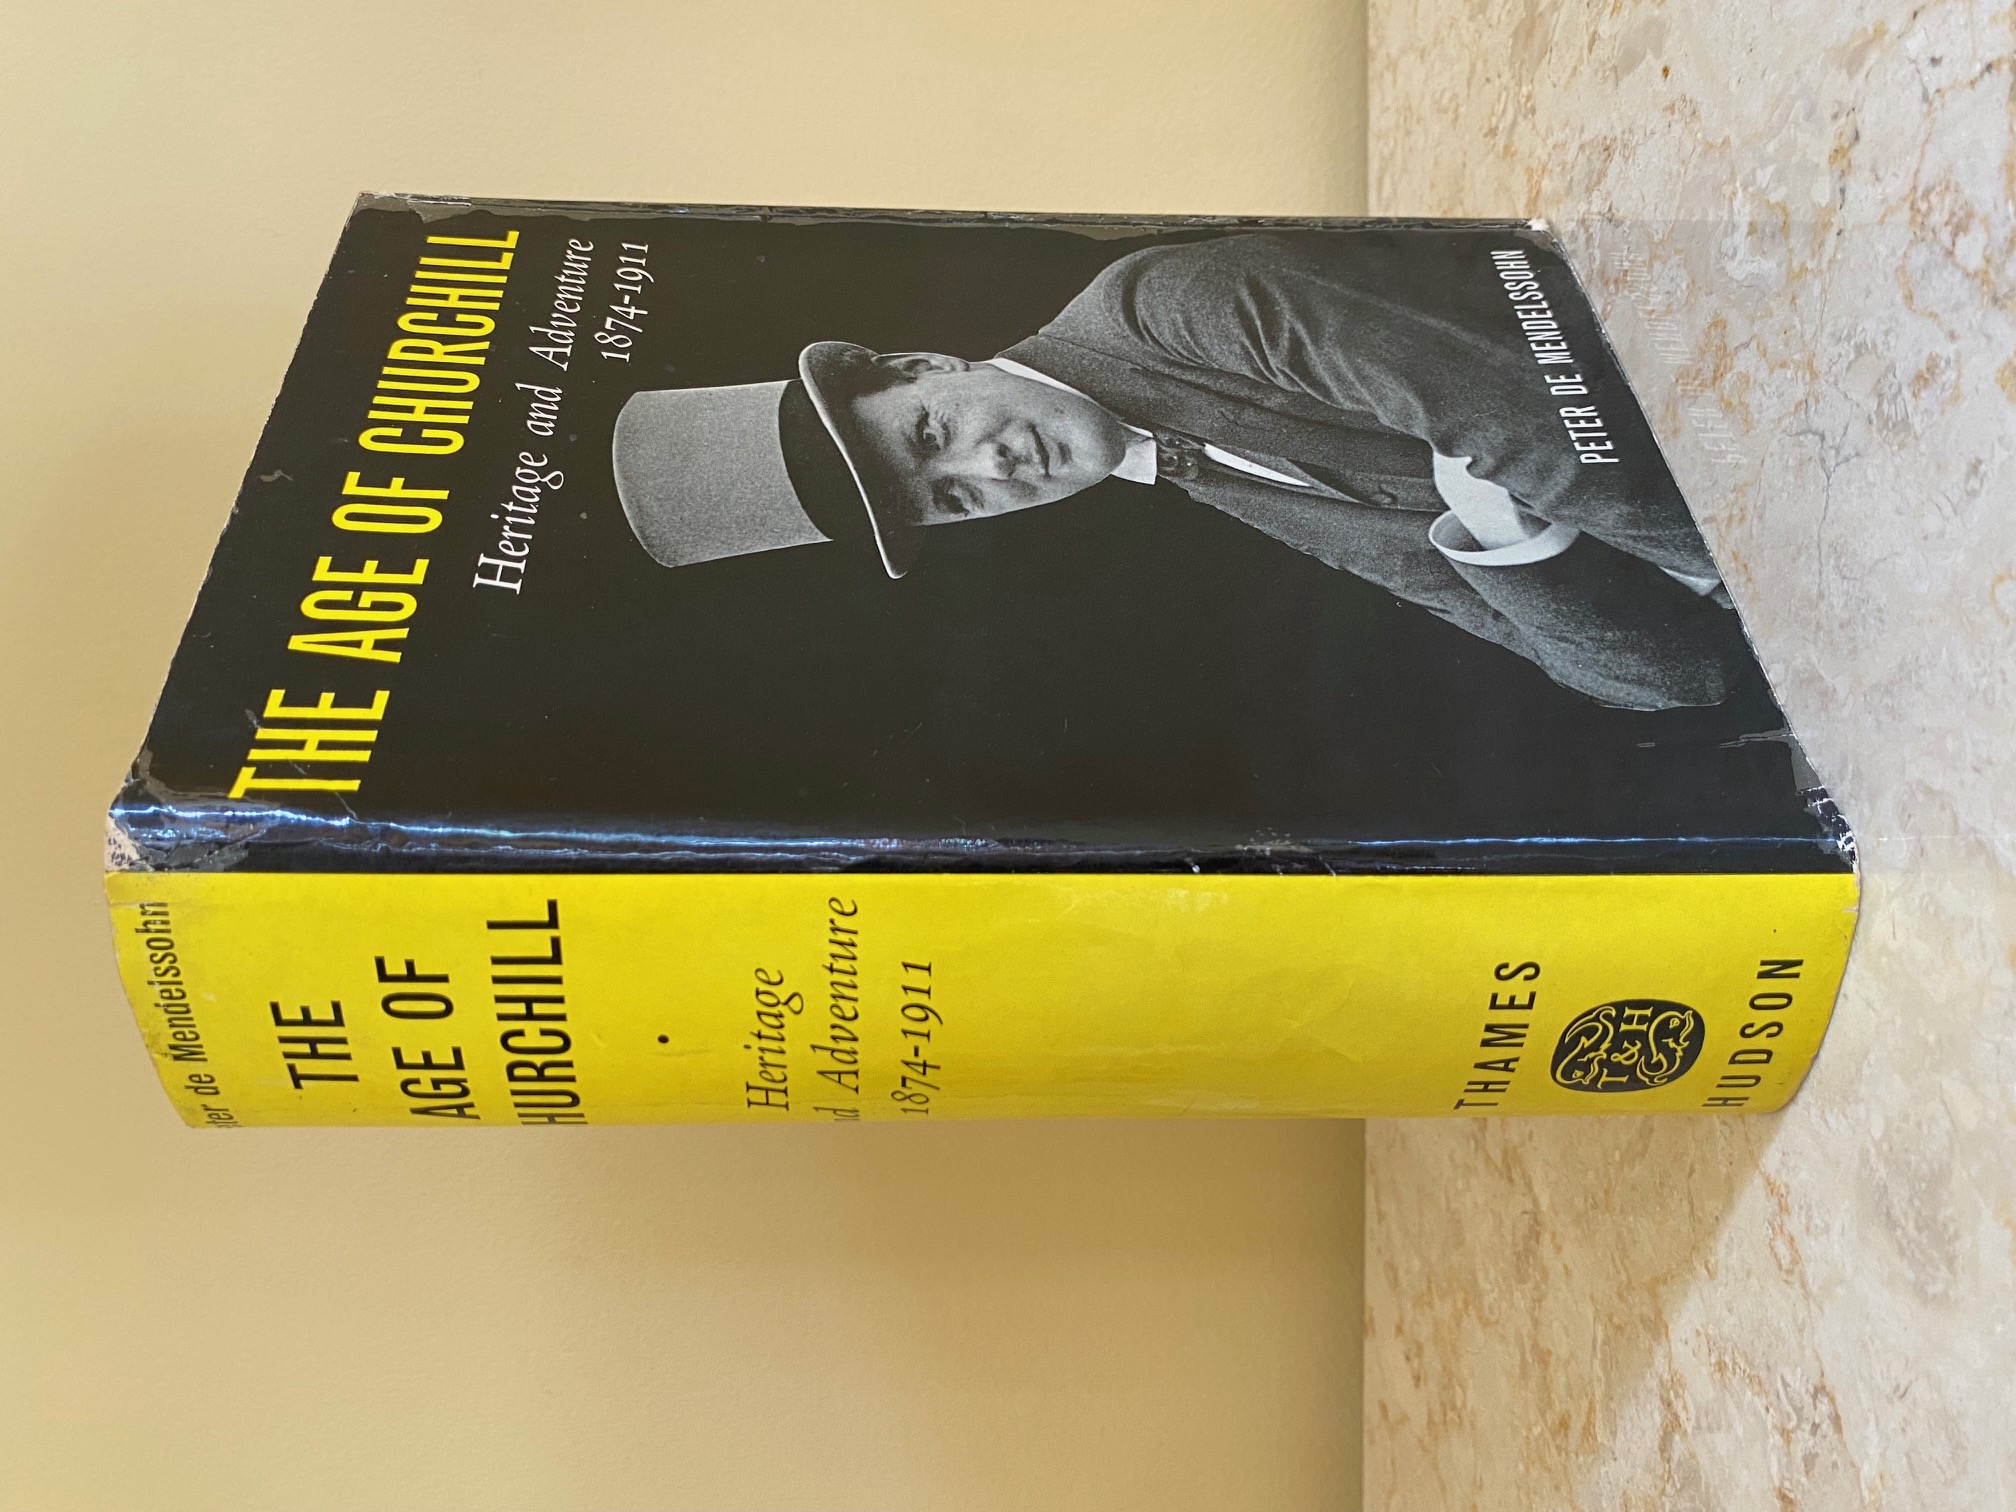 THE AGE OF CHURCHILL
Heritage and Adventure
1874-1911
PETER DE MENDELSSOHN
ter de Mendelssohn
THE
AGE OF
HURCHILL
•
Heritage
d Adventure
1874-1911
THAMES
T&H
HUDSON